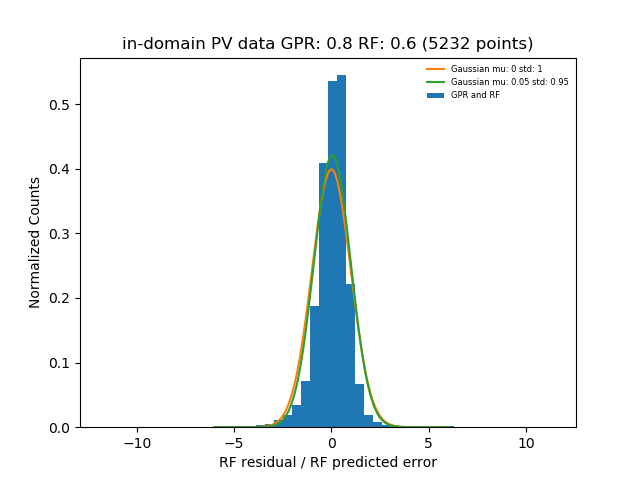 in-domain PV data GPR: 0.8 RF: 0.6 (5232 points)
Gaussian mu: 0 std: 1
Gaussian mu: 0.05 std: 0.95
GPR and RF
Normalized Counts
0.5
0.4
0.3
0.2
0.1
0.0
−10 −5 0 5 10
RF residual / RF predicted error